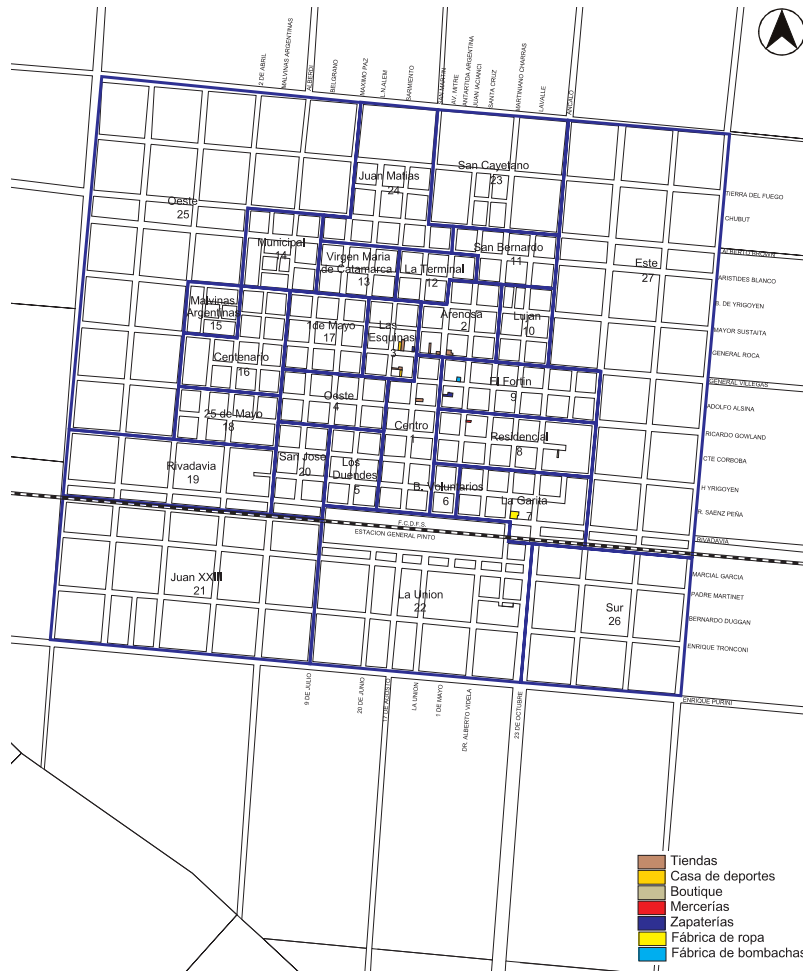 2 DE ABRIL
MALVINAS ARGENTINAS
ALBERDI
BELGRANO
MAXIMO PAZ
L.N.ALEM
SARMIENTO
SAN MARTIN
AV. MITRE
ANTARTIDA ARGENTINA
JUAN IACIANCI
SANTA CRUZ
MARTINIANO CHARRAS
LAVALLE
San Cayetano
23
Juan Matias
24
Oeste
25
Municipal
14
Virgen Maria
de Catamarca
13
La Terminal
12
San Bernardo
11
Este
27
Malvinas
Argentinas
15
1de Mayo
17
Las
Esquinas
3
Arenosa
2
Lujan
10
Centenario
16
El Fortin
9
Oeste
4
25 de Mayo
18
Centro
1
Residencial
8
Rivadavia
19
San Jose
20
Los
Duendes
5
B. Voluntarios
6
La Garita
7
F.C.D.F.S.
ESTACION GENERAL PINTO
Juan XXIII
21
La Union
22
Sur
26
TIERRA DEL FUEGO
CHUBUT
ALBERTO BROWN
ARISTIDES BLANCO
B. DE YRIGOYEN
MAYOR SUSTAITA
GENERAL ROCA
GENERAL VILLEGAS
ADOLFO ALSINA
RICARDO GOWLAND
CTE CORBOBA
H YRIGOYEN
R. SAENZ PEÑA
RIVADAVIA
MARCIAL GARCIA
PADRE MARTINET
BERNARDO DUGGAN
ENRIQUE TRONCONI
ENRIQUE PURINI
9 DE JULIO
20 DE JUNIO
17 DE AGOSTO
LA UNION
1 DE MAYO
DR. ALBERTO VIDELA
23 DE OCTUBRE
Tiendas
Casa de deportes
Boutique
Mercerías
Zapaterías
Fábrica de ropa
Fábrica de bombachas